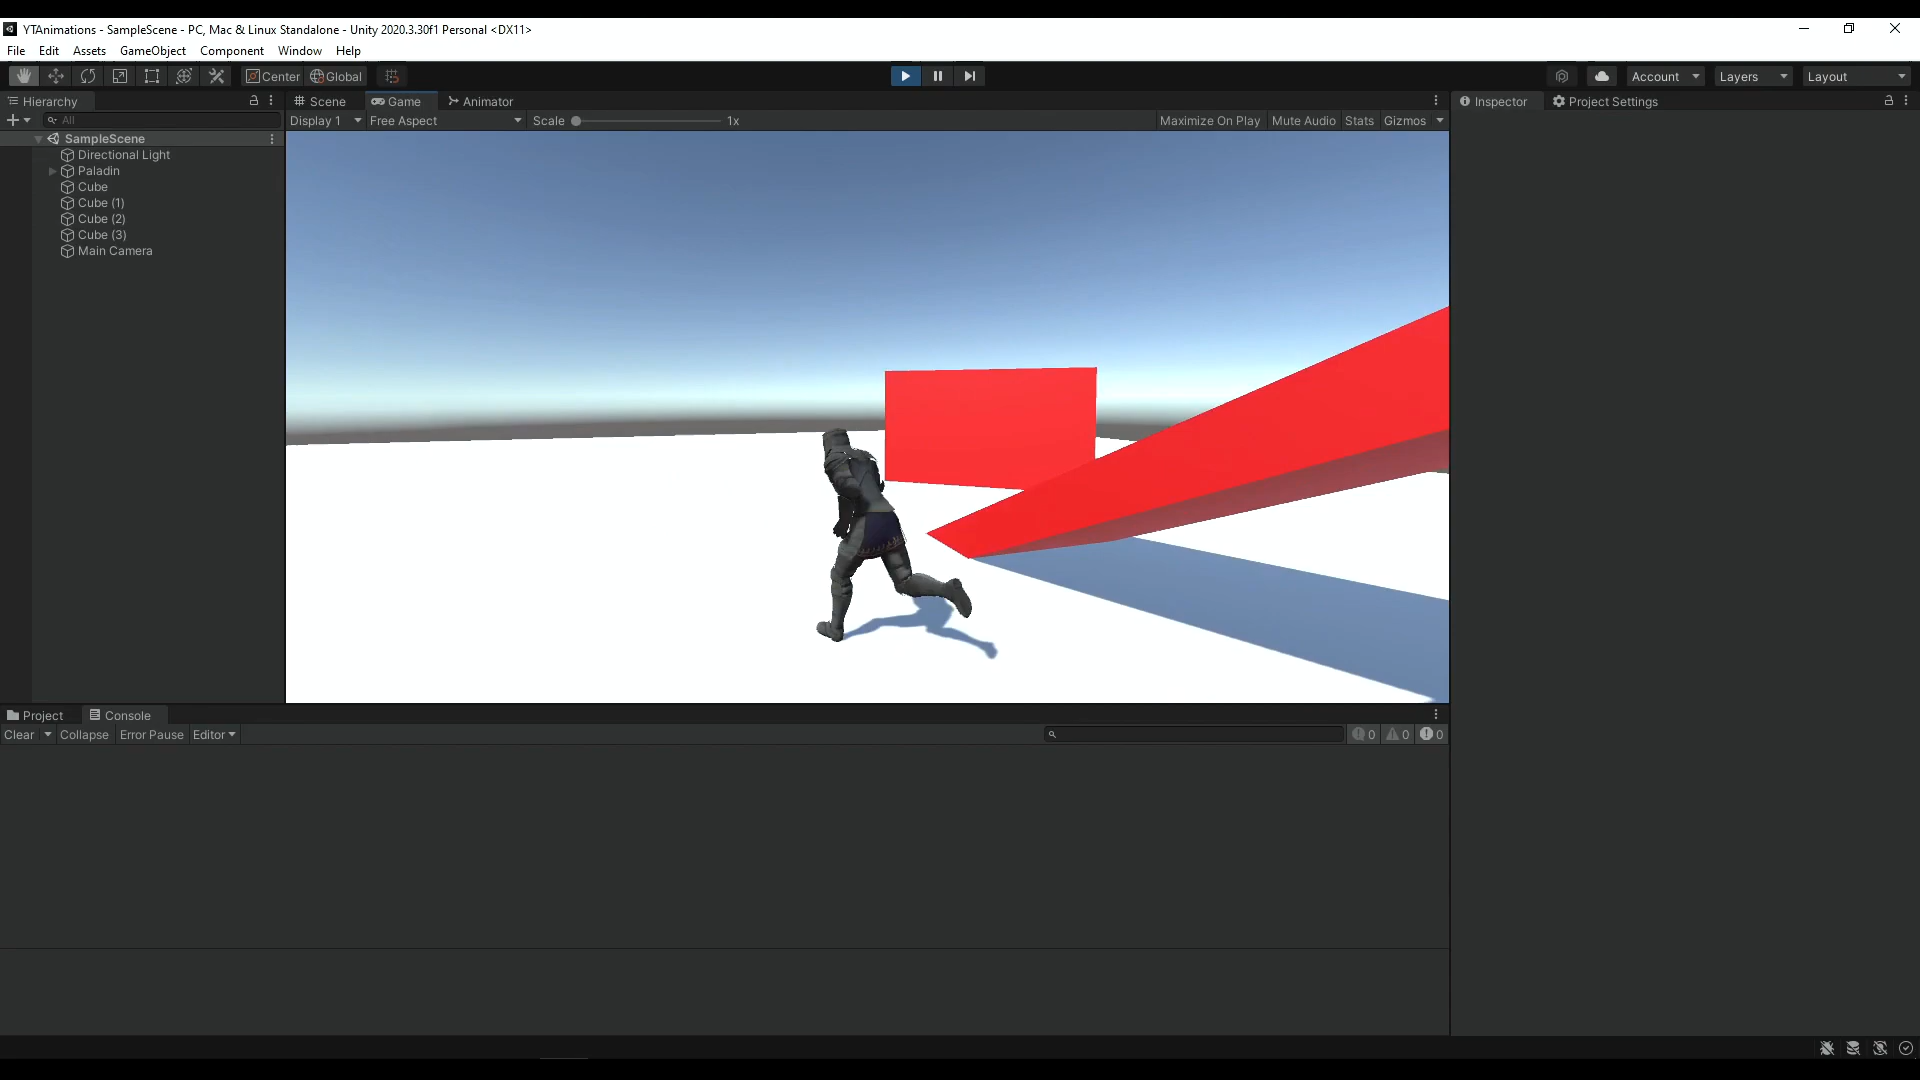 YTAnimations - SampleScene - PC, Mac & Linux Standalone - Unity 2020.3.30f1 Personal <DX11>
File Edit Assets GameObject Component Window Help
Center Global Account Layers Layout
Hierarchy Scene Game Animator Inspector Project Settings
All Display 1 Free Aspect Scale 1x Maximize On Play Mute Audio Stats Gizmos
SampleScene
Directional Light
Paladin
Cube
Cube (1)
Cube (2)
Cube (3)
Main Camera
Project Console
Clear Collapse Error Pause Editor 0 0 0